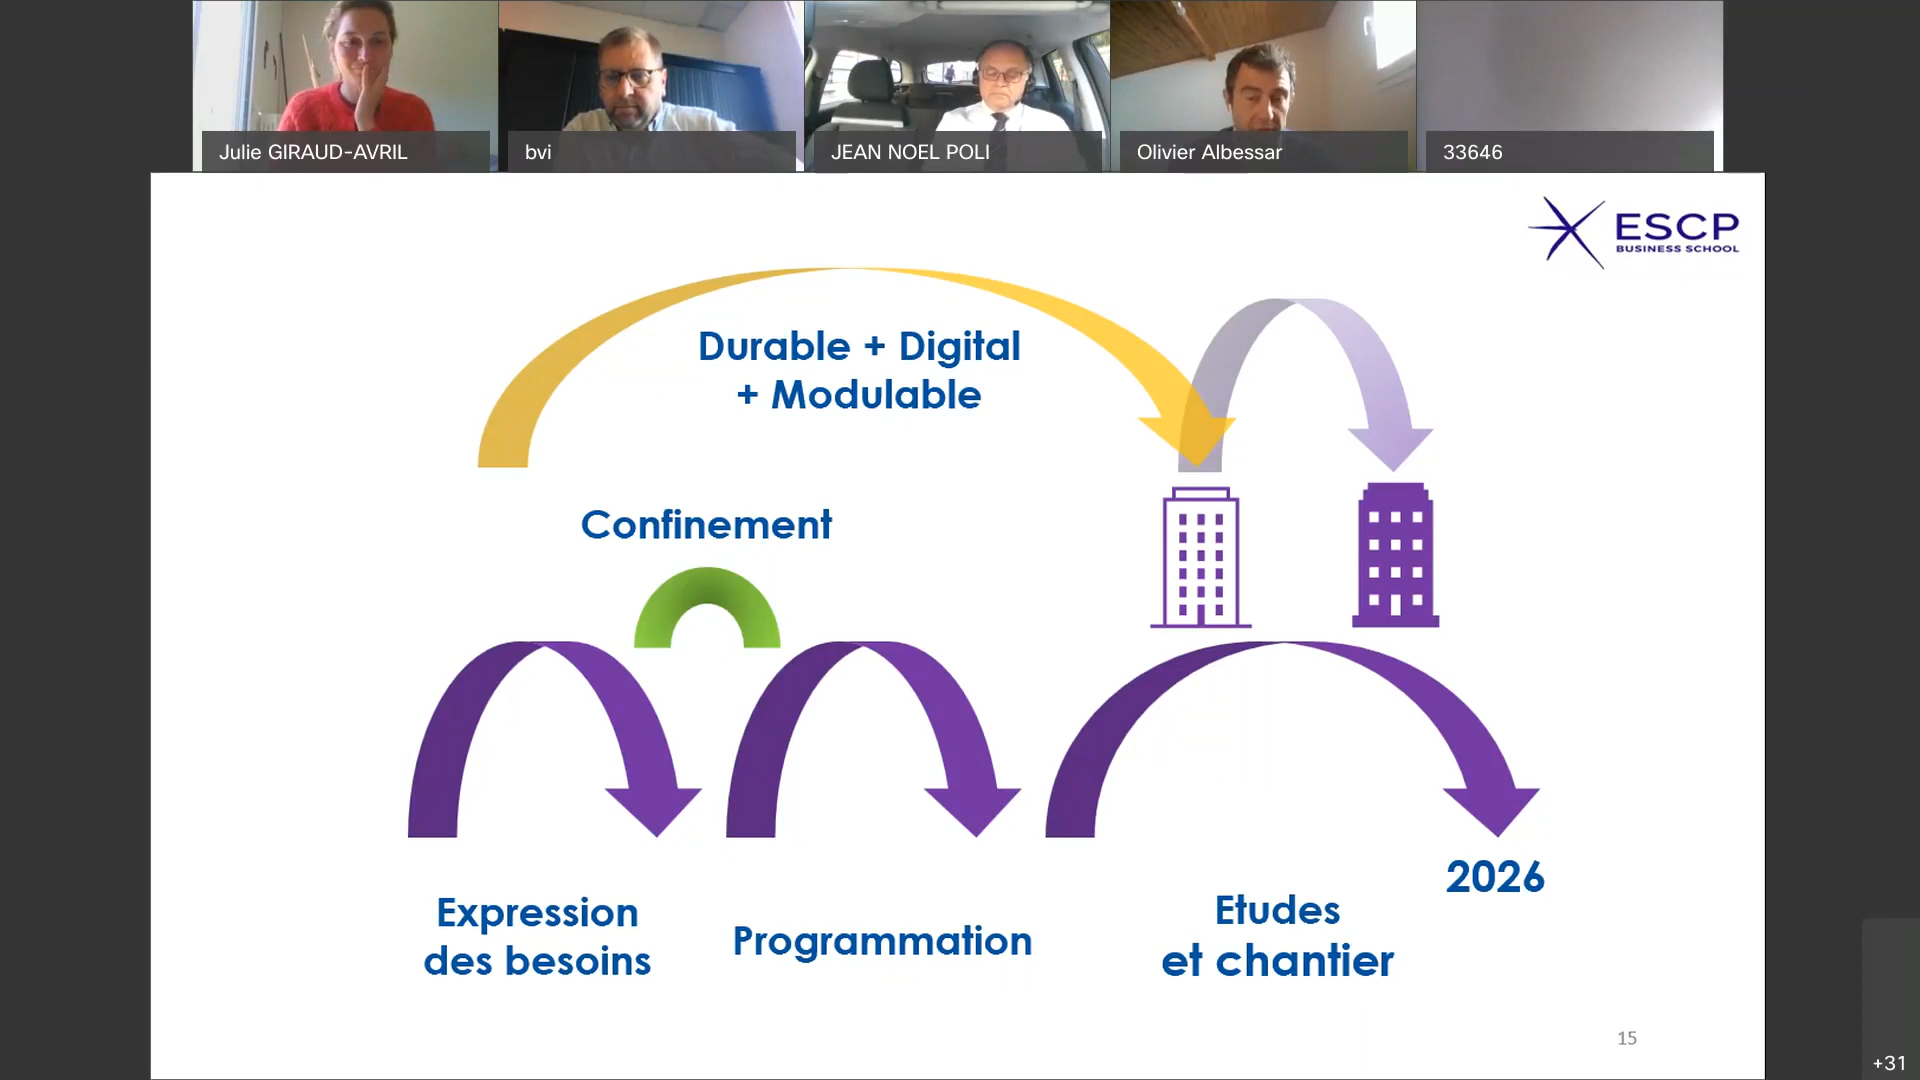 Julie GIRAUD-AVRIL
bvi
JEAN NOEL POLI
Olivier Albessar
33646
ESCP
BUSINESS SCHOOL
Durable + Digital
+ Modulable
Confinement
2026
Expression
des besoins
Programmation
Etudes
et chantier
15
+31